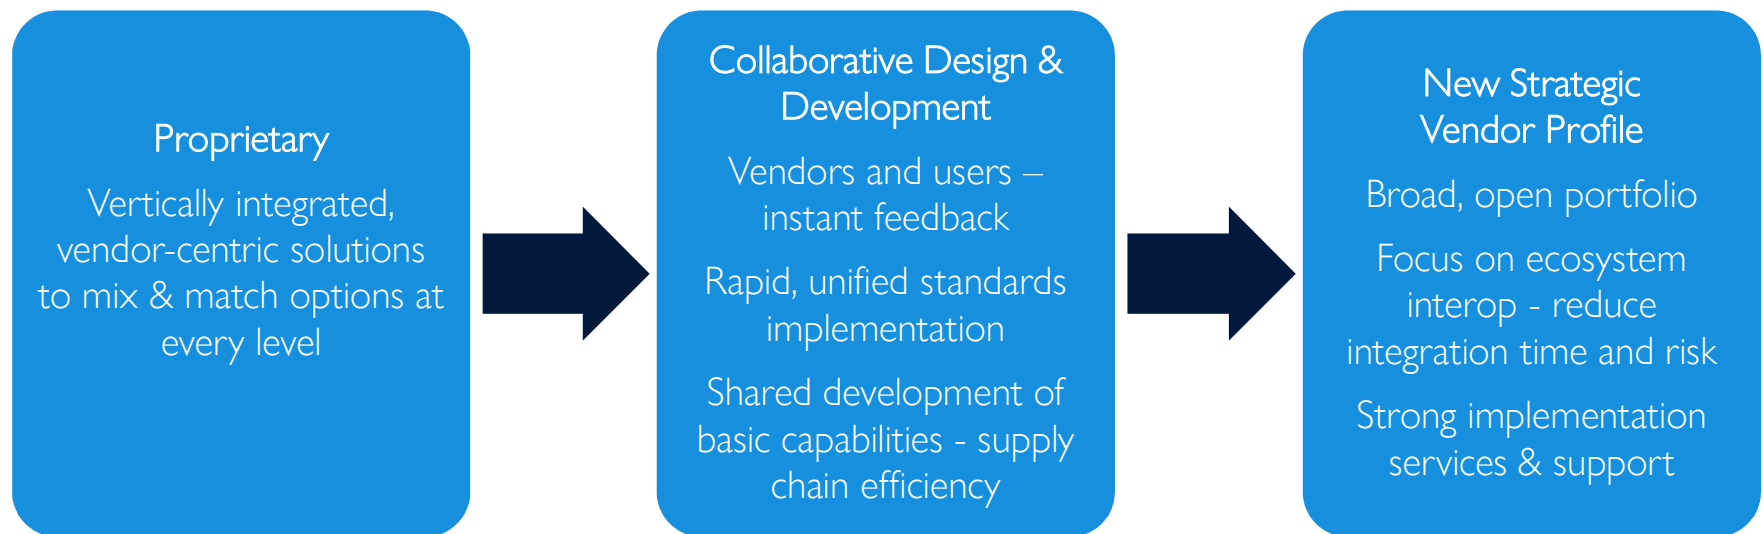 Proprietary
Vertically integrated,
vendor-centric solutions
to mix & match options at
every level
Collaborative Design &
Development
Vendors and users –
instant feedback
Rapid, unified standards
implementation
Shared development of
basic capabilities - supply
chain efficiency
New Strategic
Vendor Profile
Broad, open portfolio
Focus on ecosystem
interop - reduce
integration time and risk
Strong implementation
services & support